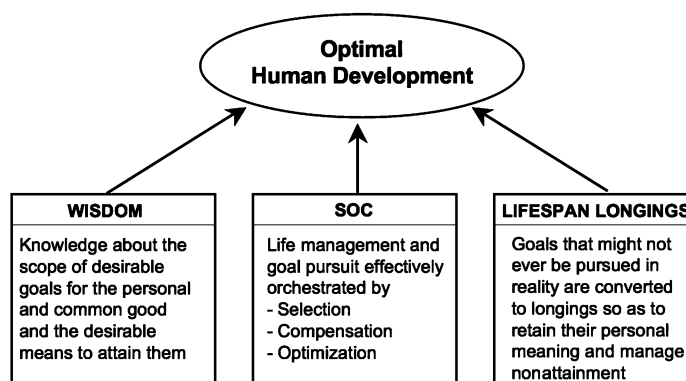 Optimal
Human Development
WISDOM
Knowledge about the
scope of desirable
goals for the personal
and common good
and the desirable
means to attain them
SOC
Life management and
goal pursuit effectively
orchestrated by
- Selection
- Compensation
- Optimization
LIFESPAN LONGINGS
Goals that might not
ever be pursued in
reality are converted
to longings so as to
retain their personal
meaning and manage
nonattainment